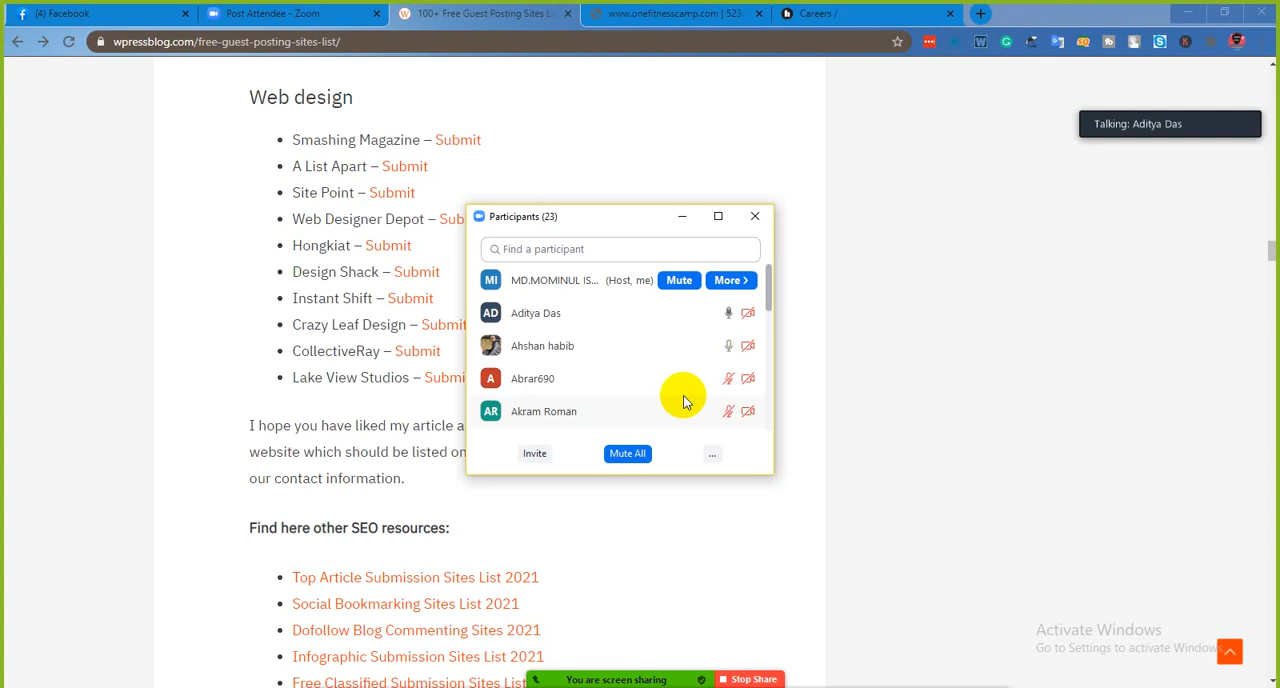 (4) Facebook
Post Attendee - Zoom
100+ Free Guest Posting Sites L
www.onefitnesscamp.com | 523:
Careers /
wpressblog.com/free-guest-posting-sites-list/
Web design
Smashing Magazine – Submit
A List Apart – Submit
Site Point – Submit
Web Designer Depot – Sub
Hongkiat – Submit
Design Shack – Submit
Instant Shift – Submit
Crazy Leaf Design – Submit
CollectiveRay – Submit
Lake View Studios – Submi
I hope you have liked my article a
website which should be listed on
our contact information.
Find here other SEO resources:
Top Article Submission Sites List 2021
Social Bookmarking Sites List 2021
Dofollow Blog Commenting Sites 2021
Infographic Submission Sites List 2021
Free Classified Submission Sites List
Participants (23)
Find a participant
MI MD.MOMINUL IS... (Host, me) Mute More >
AD Aditya Das
Ahshan habib
A Abrar690
AR Akram Roman
Invite Mute All ...
Talking: Aditya Das
Activate Windows
Go to Settings to activate Windows
You are screen sharing Stop Share